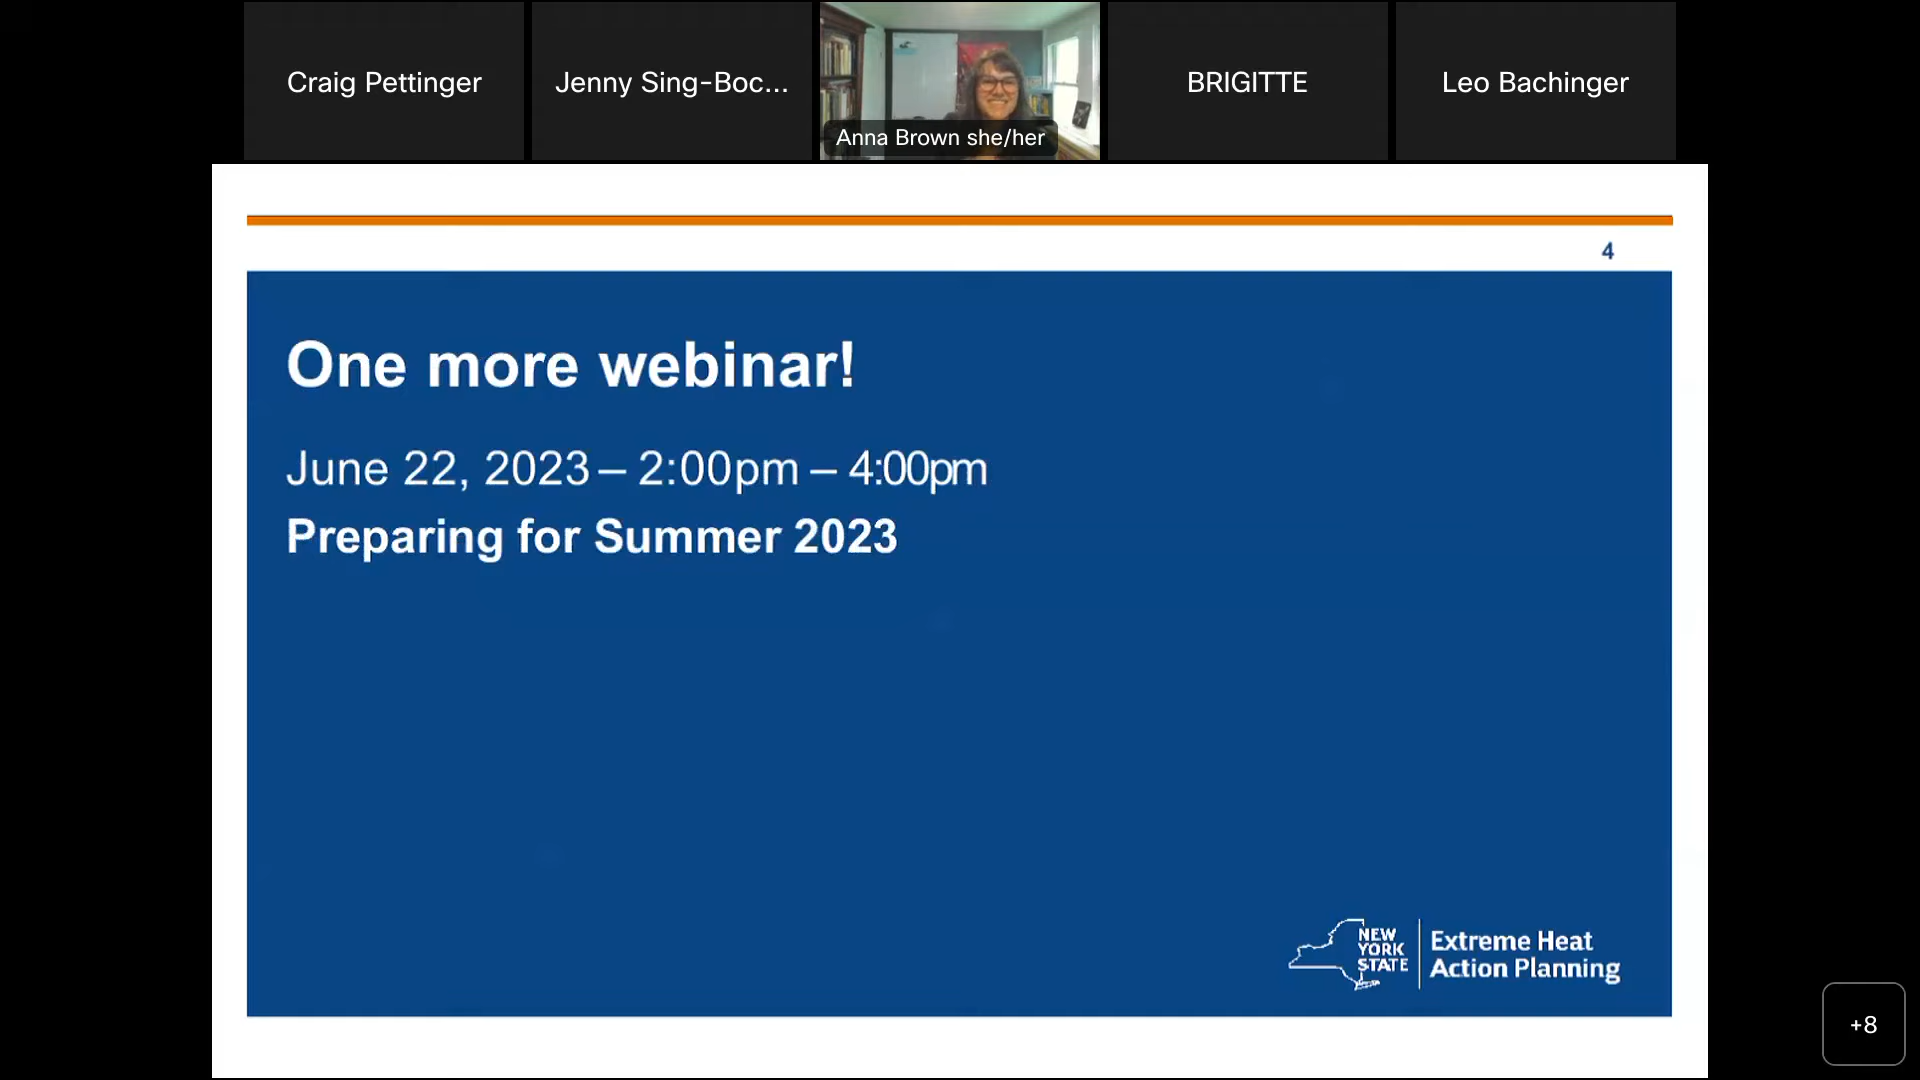 Craig Pettinger
Jenny Sing-Boc...
Anna Brown she/her
BRIGITTE
Leo Bachinger
4
One more webinar!
June 22, 2023 – 2:00pm – 4:00pm
Preparing for Summer 2023
NEW
YORK
STATE
Extreme Heat
Action Planning
+8